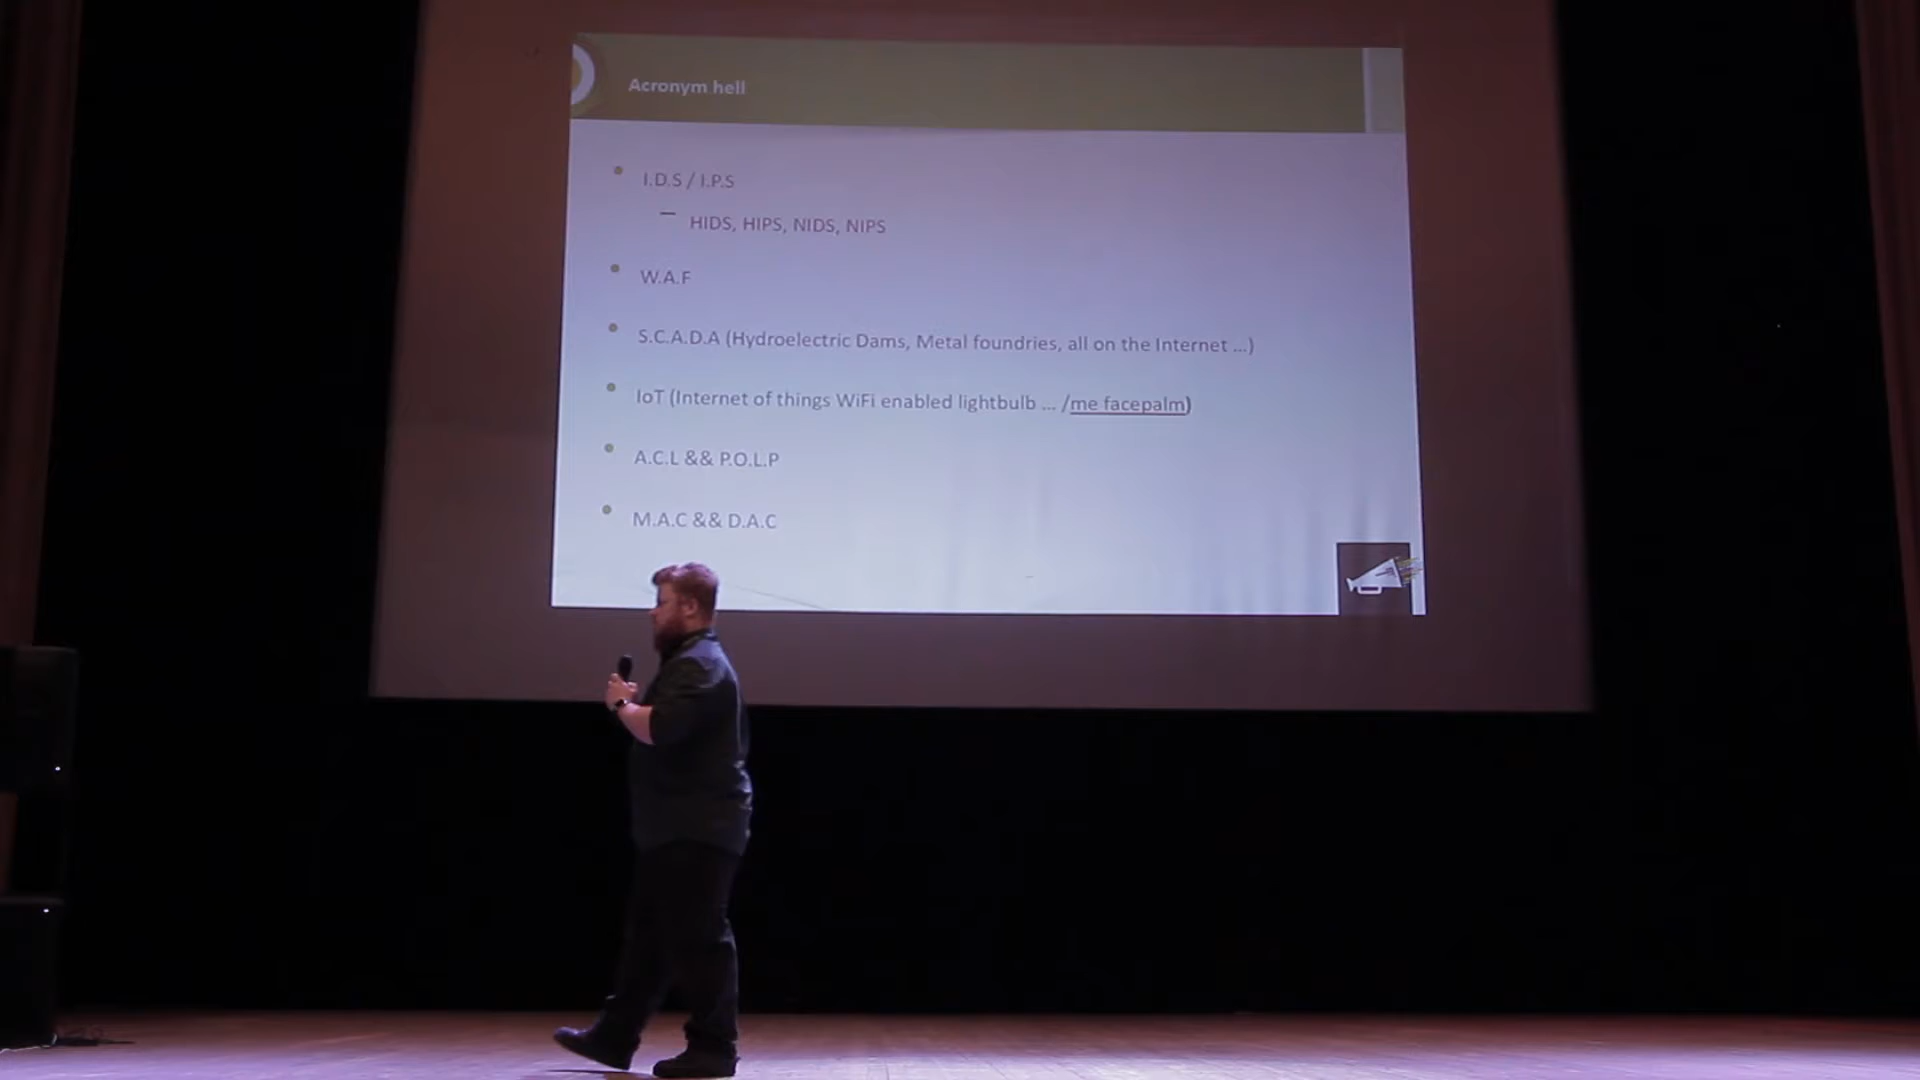 Acronym hell
I.D.S / I.P.S
HIDS, HIPS, NIDS, NIPS
W.A.F
S.C.A.D.A (Hydroelectric Dams, Metal foundries, all on the Internet ...)
IoT (Internet of things WiFi enabled lightbulb ... /me facepalm)
A.C.L && P.O.L.P
M.A.C && D.A.C